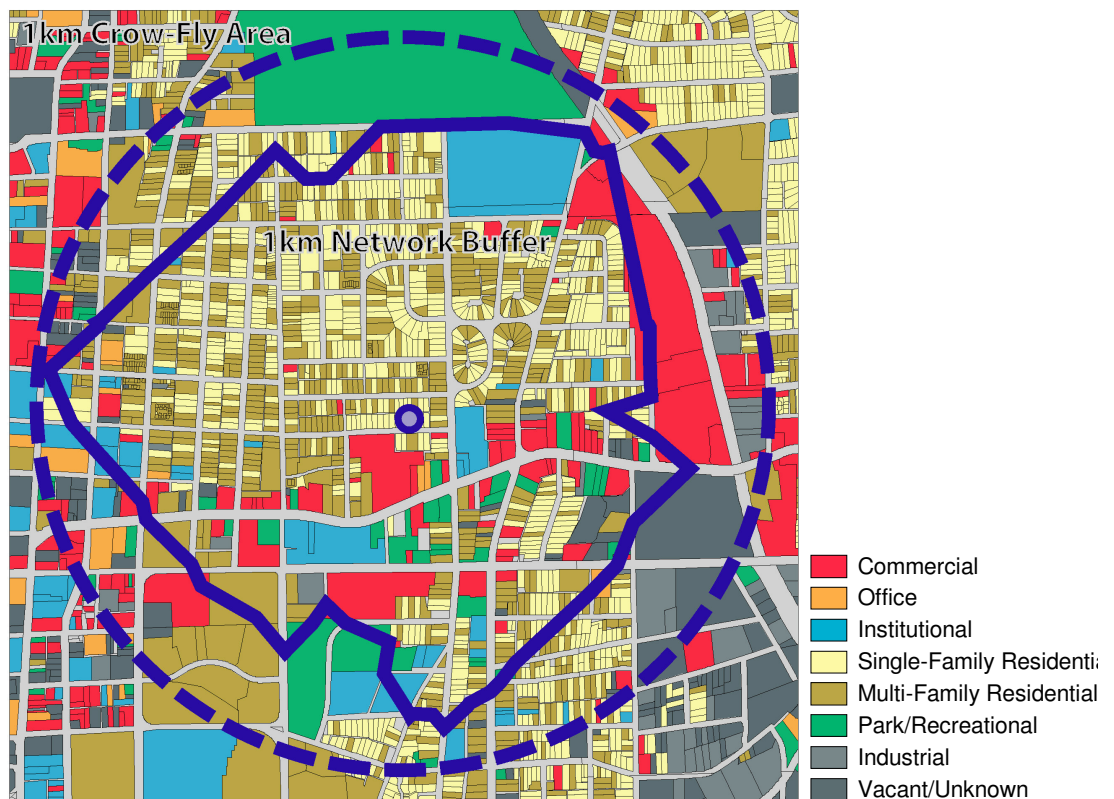 1km Crow-Fly Area
1km Network Buffer
Commercial
Office
Institutional
Single-Family Residentia
Multi-Family Residential
Park/Recreational
Industrial
Vacant/Unknown